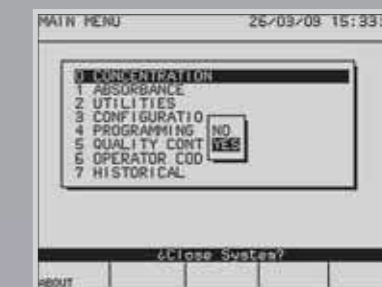 MAIN MENU 26/03/09 15:33:
0 CONCENTRATION
1 ABSORBANCE
2 UTILITIES
3 CONFIGURATIO
4 PROGRAMMING NO
5 QUALITY CONT YES
6 OPERATOR COD
7 HISTORICAL
¿Close System?
ABOUT